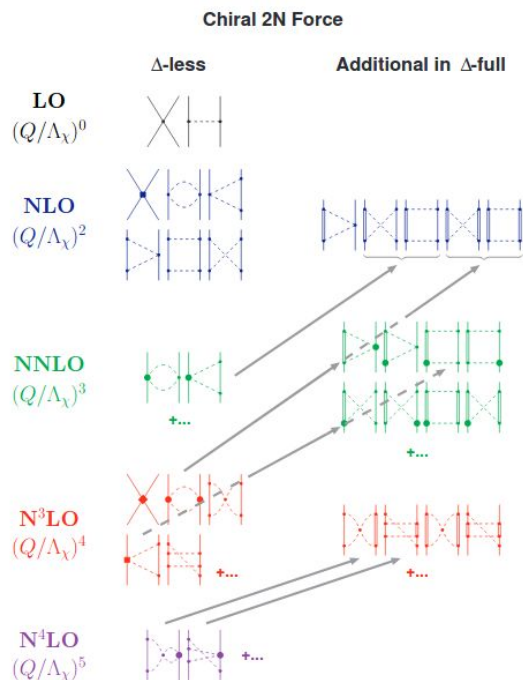 Chiral 2N Force
Δ-less
Additional in Δ-full
LO
(Q/Λχ)⁰
NLO
(Q/Λχ)²
NNLO
(Q/Λχ)³
+...
+...
N³LO
(Q/Λχ)⁴
+...
+...
N⁴LO
(Q/Λχ)⁵
+...